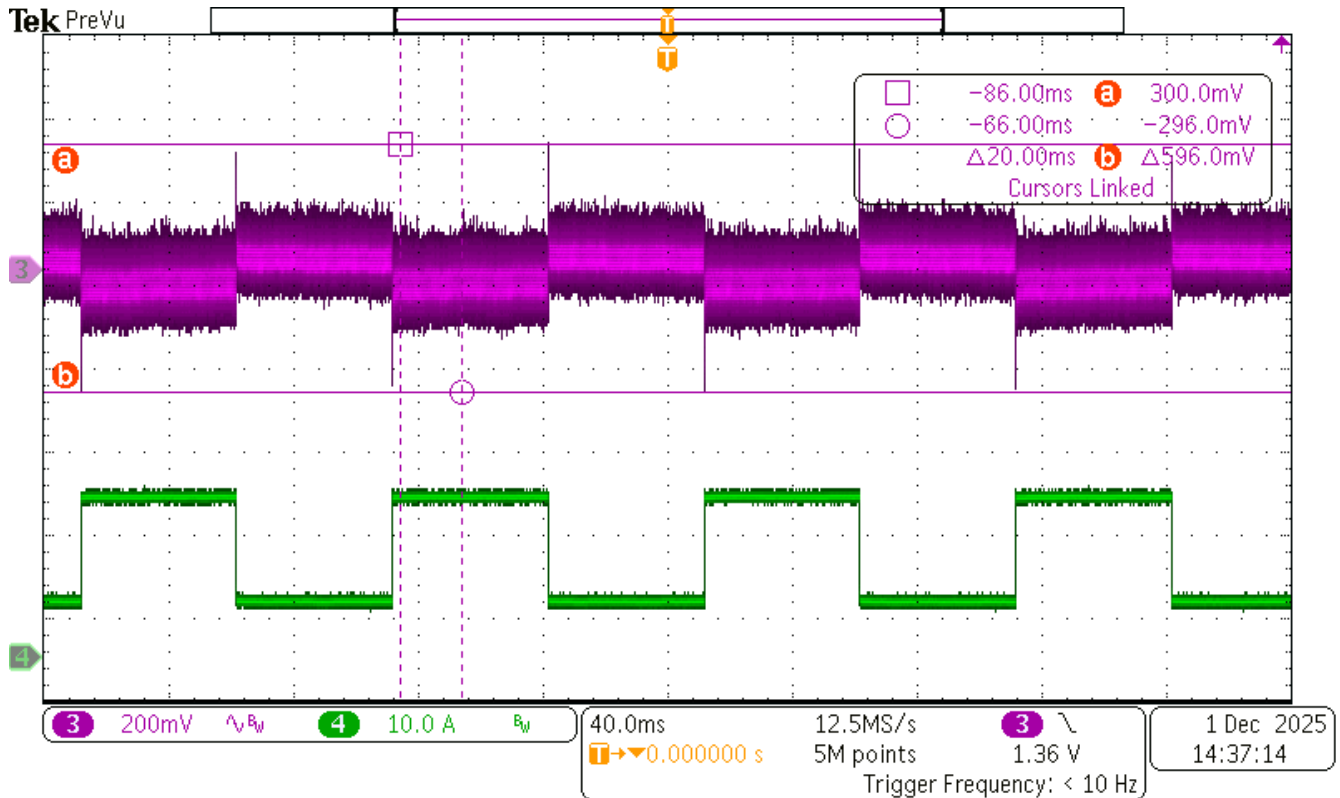 Tek PreVu
T
T
−86.00ms a 300.0mV
−66.00ms −296.0mV
△20.00ms b △596.0mV
Cursors Linked
a
3
b
4
3 200mV BW 4 10.0 A BW
40.0ms 12.5MS/s 3
T→▼0.000000 s 5M points 1.36 V
Trigger Frequency: < 10 Hz
1 Dec 2025
14:37:14